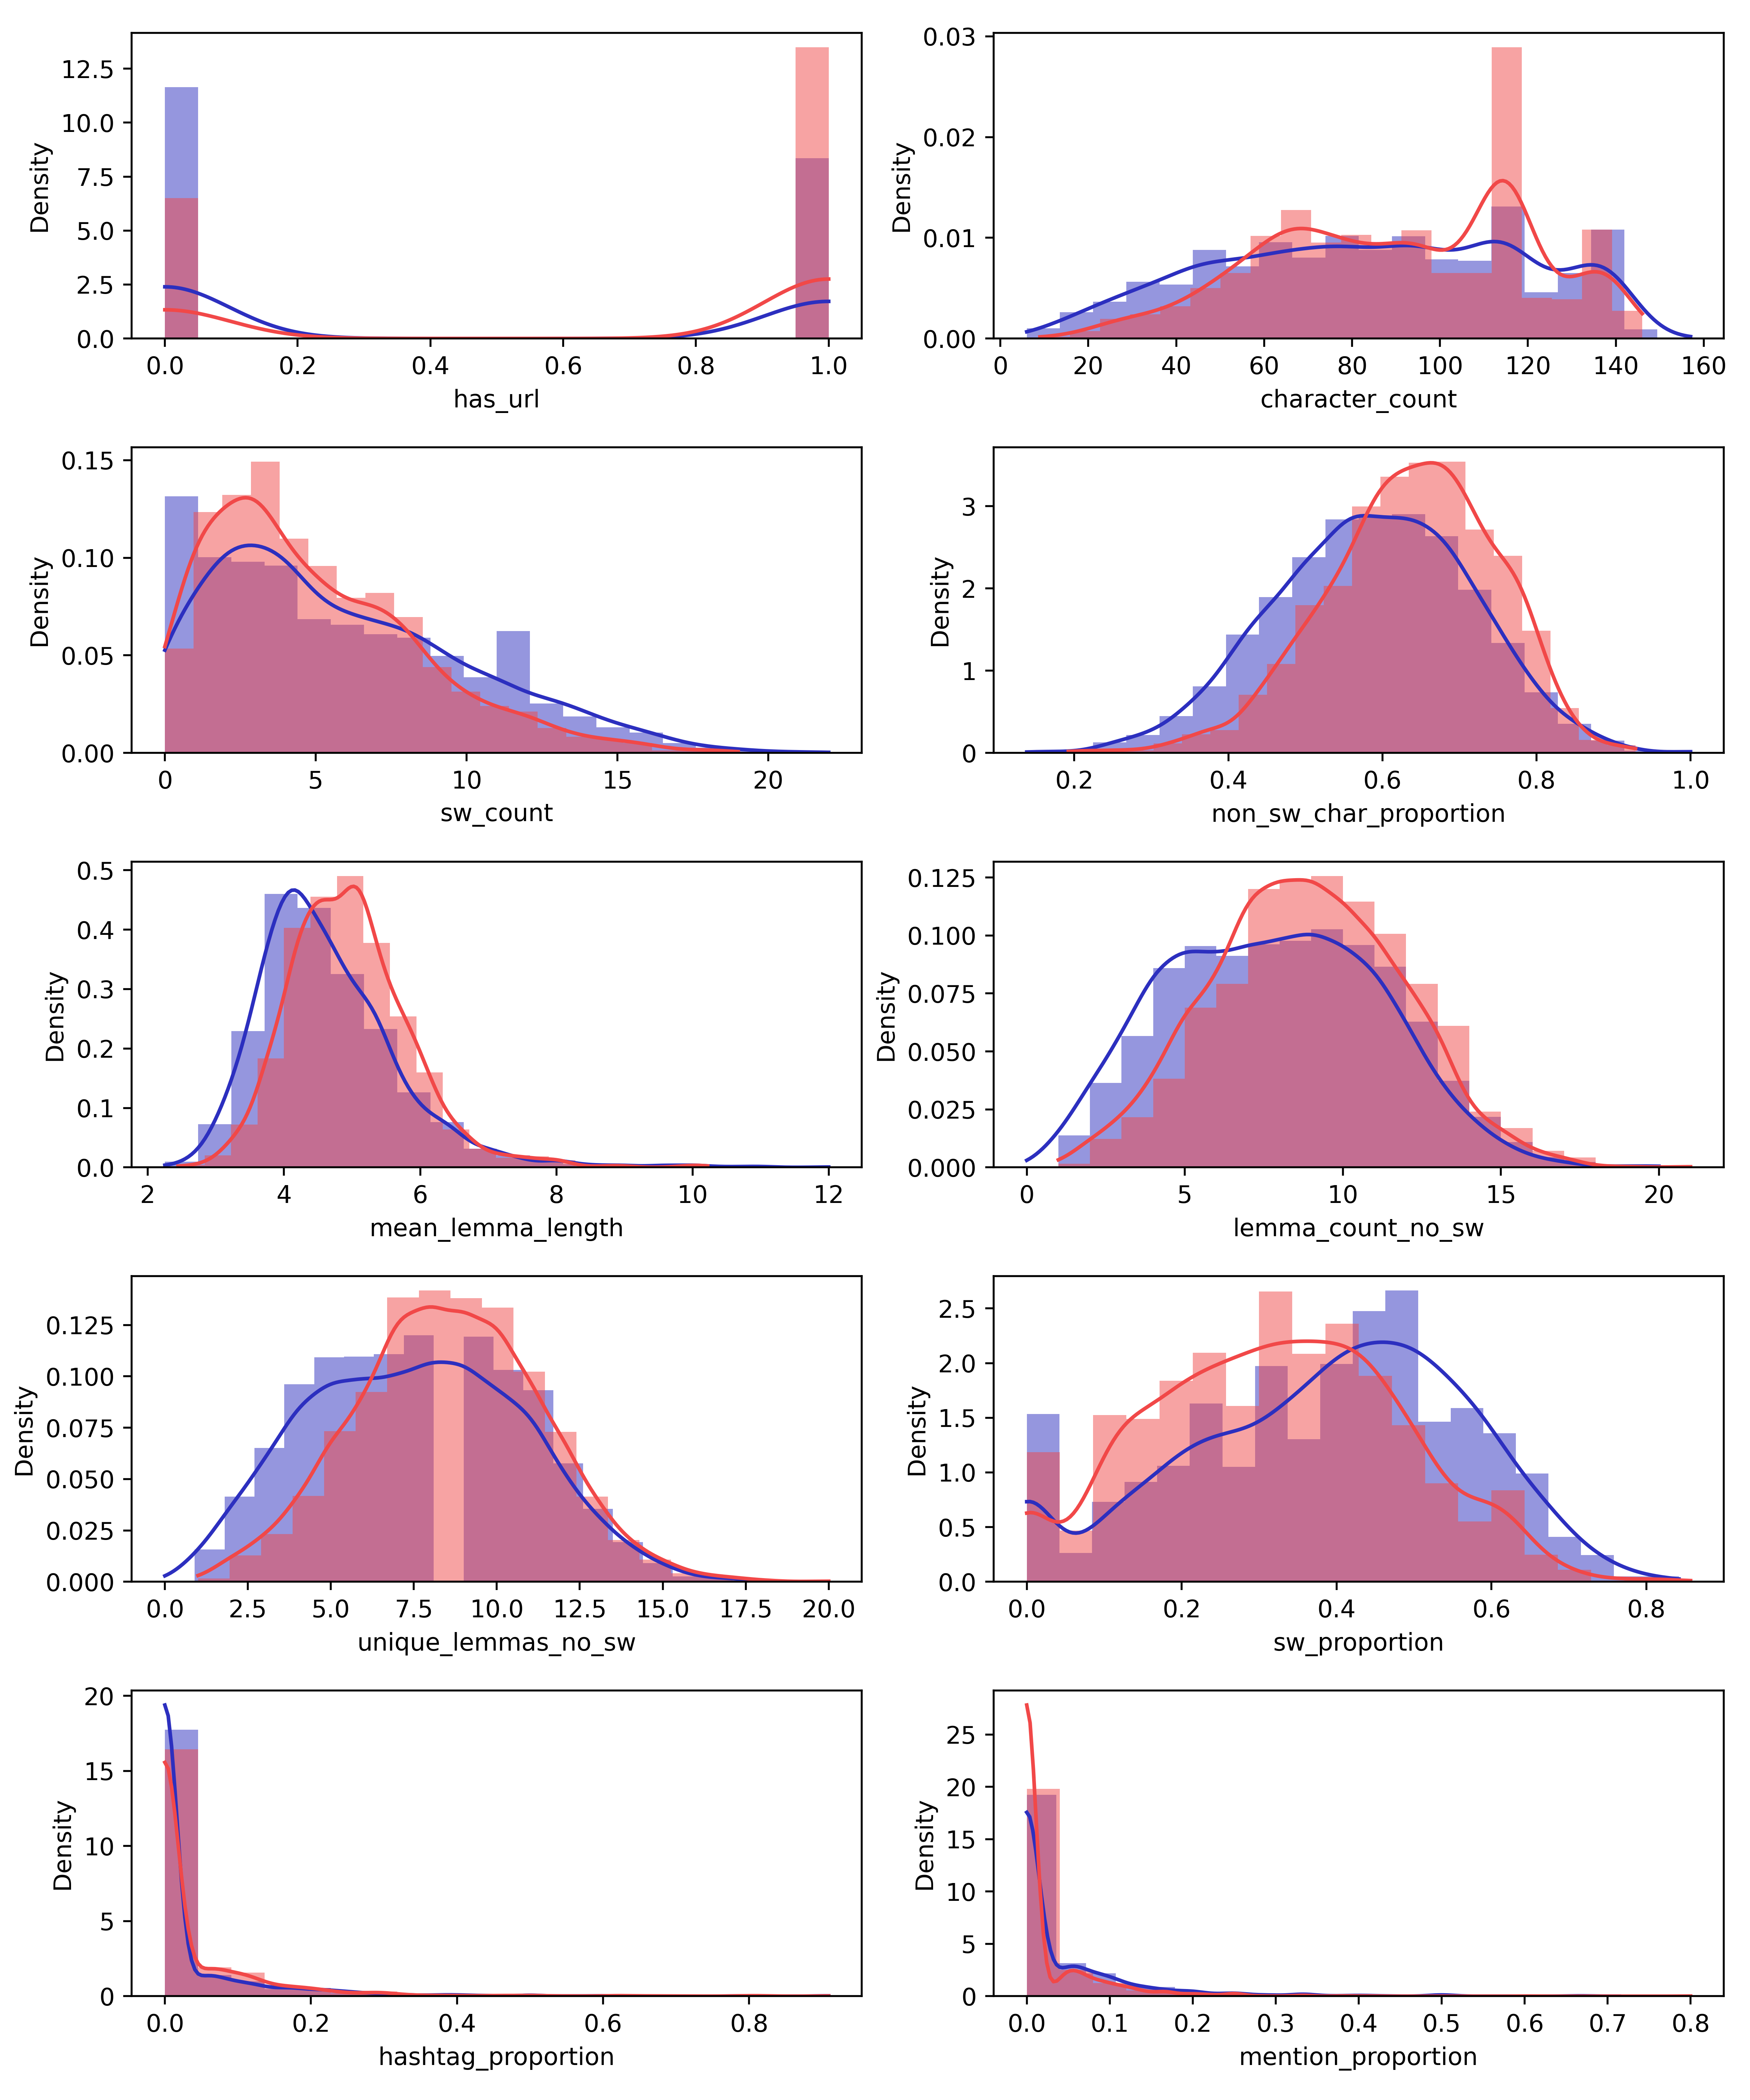 12.5
10.0
7.5
5.0
2.5
0.0
Density
0.0 0.2 0.4 0.6 0.8 1.0
has_url
0.03
0.02
0.01
0.00
Density
0 20 40 60 80 100 120 140 160
character_count
0.15
0.10
0.05
0.00
Density
0 5 10 15 20
sw_count
3
2
1
0
Density
0.2 0.4 0.6 0.8 1.0
non_sw_char_proportion
0.5
0.4
0.3
0.2
0.1
0.0
Density
2 4 6 8 10 12
mean_lemma_length
0.125
0.100
0.075
0.050
0.025
0.000
Density
0 5 10 15 20
lemma_count_no_sw
0.125
0.100
0.075
0.050
0.025
0.000
Density
0.0 2.5 5.0 7.5 10.0 12.5 15.0 17.5 20.0
unique_lemmas_no_sw
2.5
2.0
1.5
1.0
0.5
0.0
Density
0.0 0.2 0.4 0.6 0.8
sw_proportion
20
15
10
5
0
Density
0.0 0.2 0.4 0.6 0.8
hashtag_proportion
25
20
15
10
5
0
Density
0.0 0.1 0.2 0.3 0.4 0.5 0.6 0.7 0.8
mention_proportion